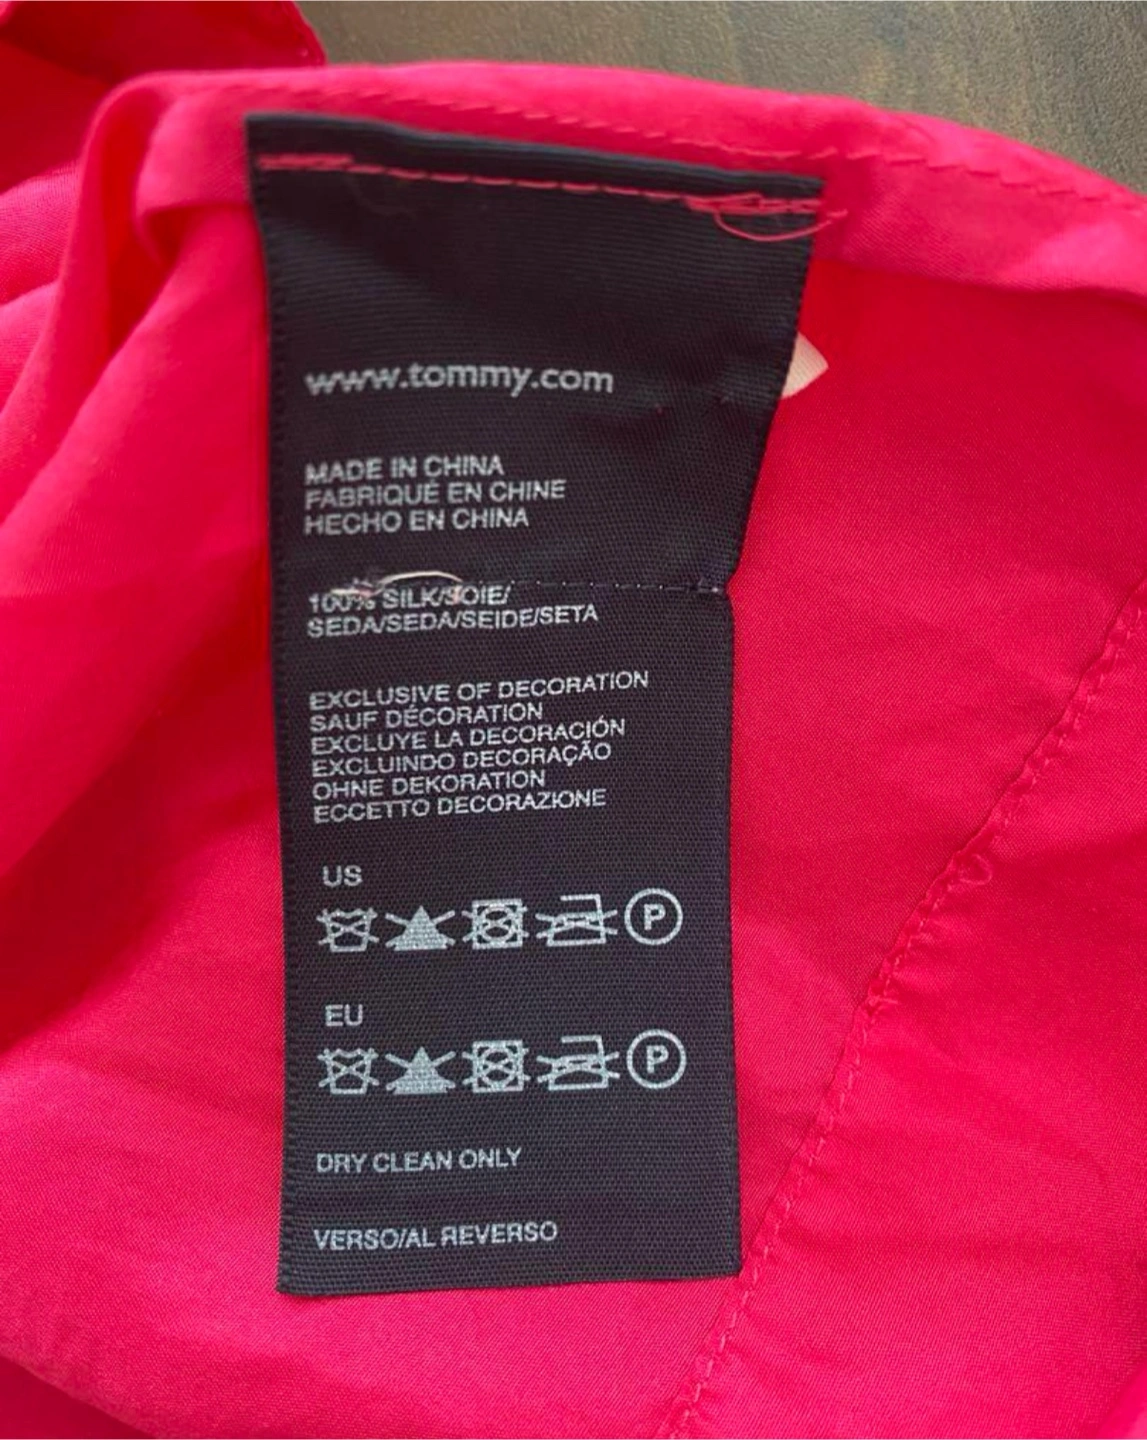 www.tommy.com
MADE IN CHINA
FABRIQUÉ EN CHINE
HECHO EN CHINA
100% SILK/SOIE/
SEDA/SEDA/SEIDE/SETA
EXCLUSIVE OF DECORATION
SAUF DÉCORATION
EXCLUYE LA DECORACIÓN
EXCLUINDO DECORAÇÃO
OHNE DEKORATION
ECCETTO DECORAZIONE
US
P
EU
P
DRY CLEAN ONLY
VERSO/AL REVERSO